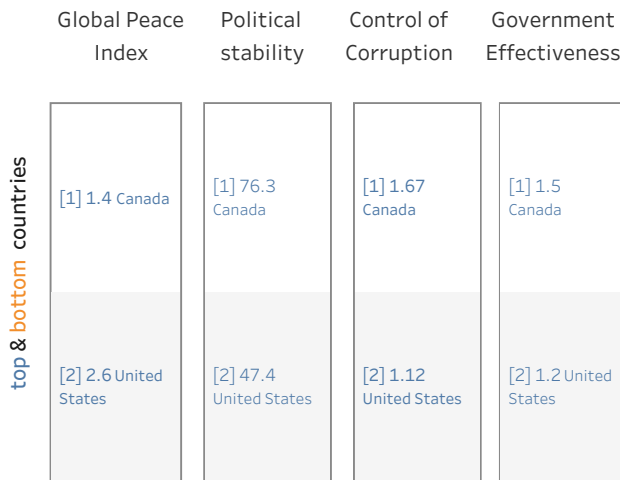 Global Peace
Index
Political
stability
Control of
Corruption
Government
Effectiveness
top & bottom countries
[1] 1.4 Canada
[1] 76.3
Canada
[1] 1.67
Canada
[1] 1.5
Canada
[2] 2.6 United
States
[2] 47.4
United States
[2] 1.12
United States
[2] 1.2 United
States